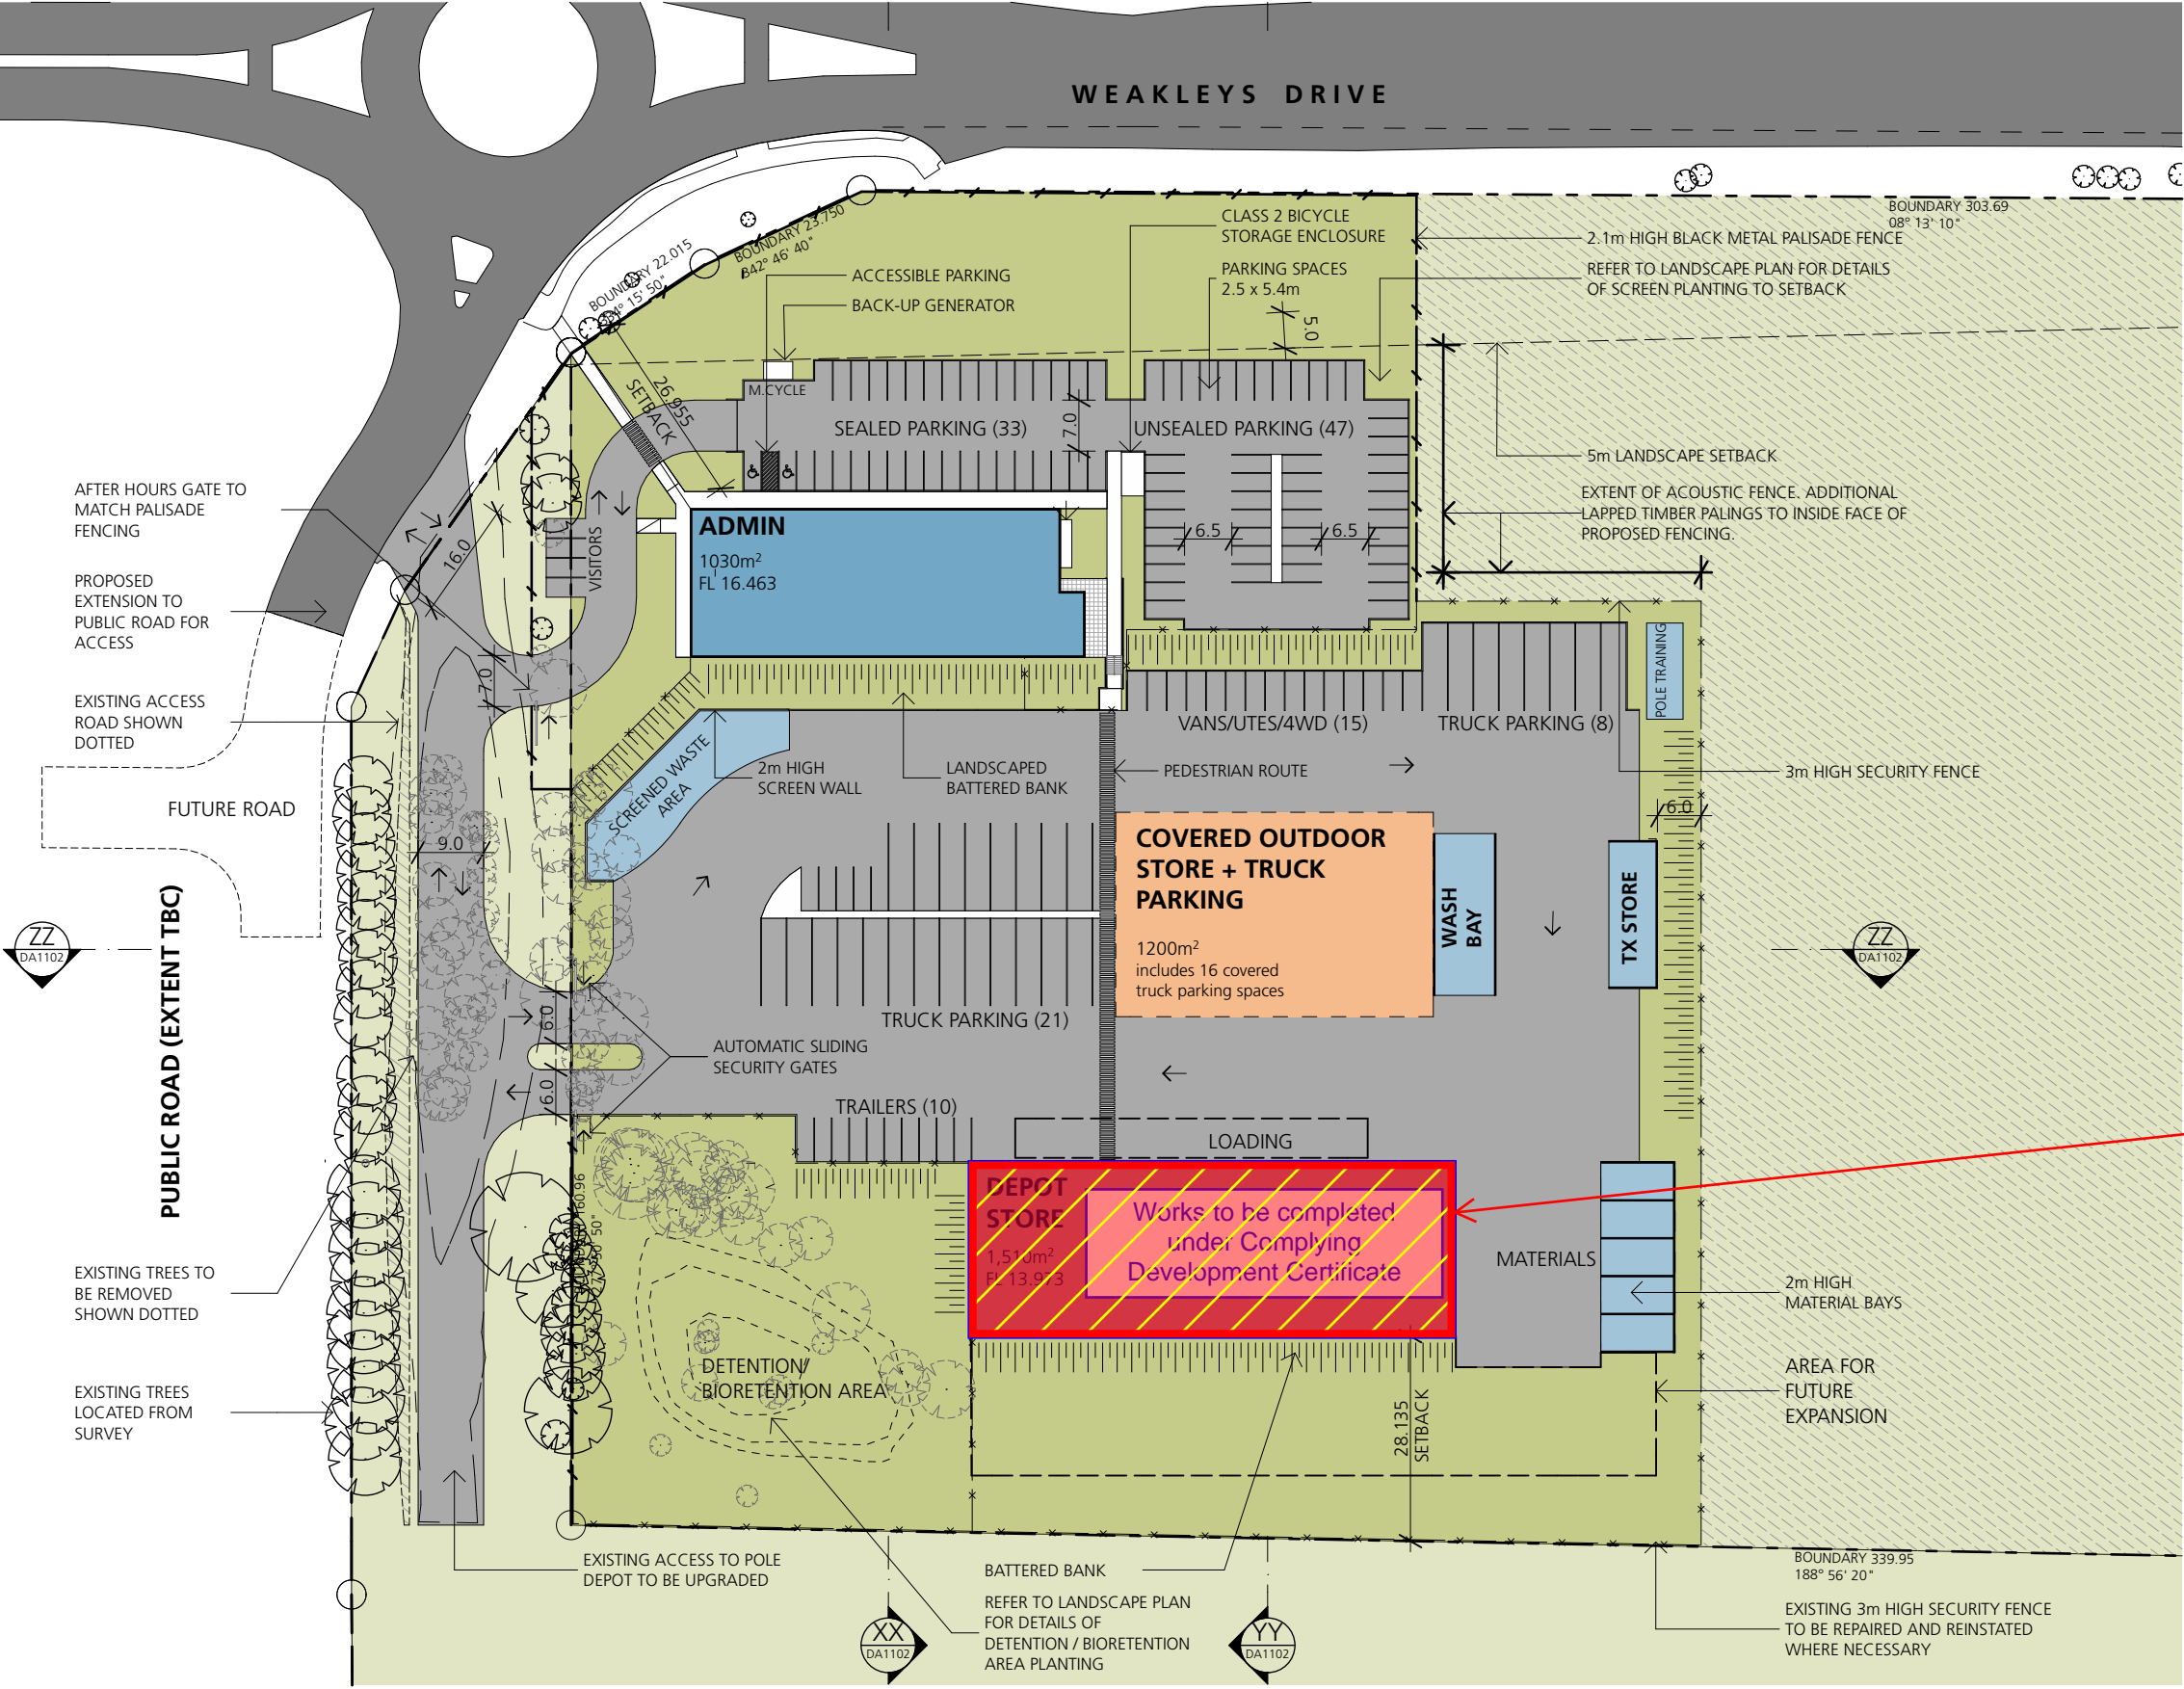 WEAKLEYS DRIVE
BOUNDARY 303.69
08° 13' 10"
BOUNDARY 23.750
342° 46' 40"
BOUNDARY 22.015
CLASS 2 BICYCLE
STORAGE ENCLOSURE
PARKING SPACES
2.5 x 5.4m
2.1m HIGH BLACK METAL PALISADE FENCE
REFER TO LANDSCAPE PLAN FOR DETAILS
OF SCREEN PLANTING TO SETBACK
ACCESSIBLE PARKING
BACK-UP GENERATOR
5.0
M.CYCLE
26.955
SETBACK
SEALED PARKING (33)
7.0
UNSEALED PARKING (47)
5m LANDSCAPE SETBACK
EXTENT OF ACOUSTIC FENCE. ADDITIONAL
LAPPED TIMBER PALINGS TO INSIDE FACE OF
PROPOSED FENCING.
AFTER HOURS GATE TO
MATCH PALISADE
FENCING
16.0
VISITORS
ADMIN
1030m²
FL 16.463
6.5
6.5
PROPOSED
EXTENSION TO
PUBLIC ROAD FOR
ACCESS
7.0
POLE TRAINING
EXISTING ACCESS
ROAD SHOWN
DOTTED
VANS/UTES/4WD (15)
TRUCK PARKING (8)
SCREENED WASTE
AREA
2m HIGH
SCREEN WALL
LANDSCAPED
BATTERED BANK
PEDESTRIAN ROUTE
3m HIGH SECURITY FENCE
FUTURE ROAD
6.0
9.0
COVERED OUTDOOR
STORE + TRUCK
PARKING
1200m²
includes 16 covered
truck parking spaces
WASH
BAY
TX STORE
PUBLIC ROAD (EXTENT TBC)
ZZ
DA1102
ZZ
DA1102
TRUCK PARKING (21)
6.0
6.0
AUTOMATIC SLIDING
SECURITY GATES
TRAILERS (10)
LOADING
DEPOT
STORE
1,510m²
FL 13.973
Works to be completed
under Complying
Development Certificate
MATERIALS
EXISTING TREES TO
BE REMOVED
SHOWN DOTTED
2m HIGH
MATERIAL BAYS
DETENTION/
BIORETENTION AREA
AREA FOR
FUTURE
EXPANSION
EXISTING TREES
LOCATED FROM
SURVEY
28.135
SETBACK
EXISTING ACCESS TO POLE
DEPOT TO BE UPGRADED
BATTERED BANK
REFER TO LANDSCAPE PLAN
FOR DETAILS OF
DETENTION / BIORETENTION
AREA PLANTING
XX
DA1102
YY
DA1102
BOUNDARY 339.95
188° 56' 20"
EXISTING 3m HIGH SECURITY FENCE
TO BE REPAIRED AND REINSTATED
WHERE NECESSARY